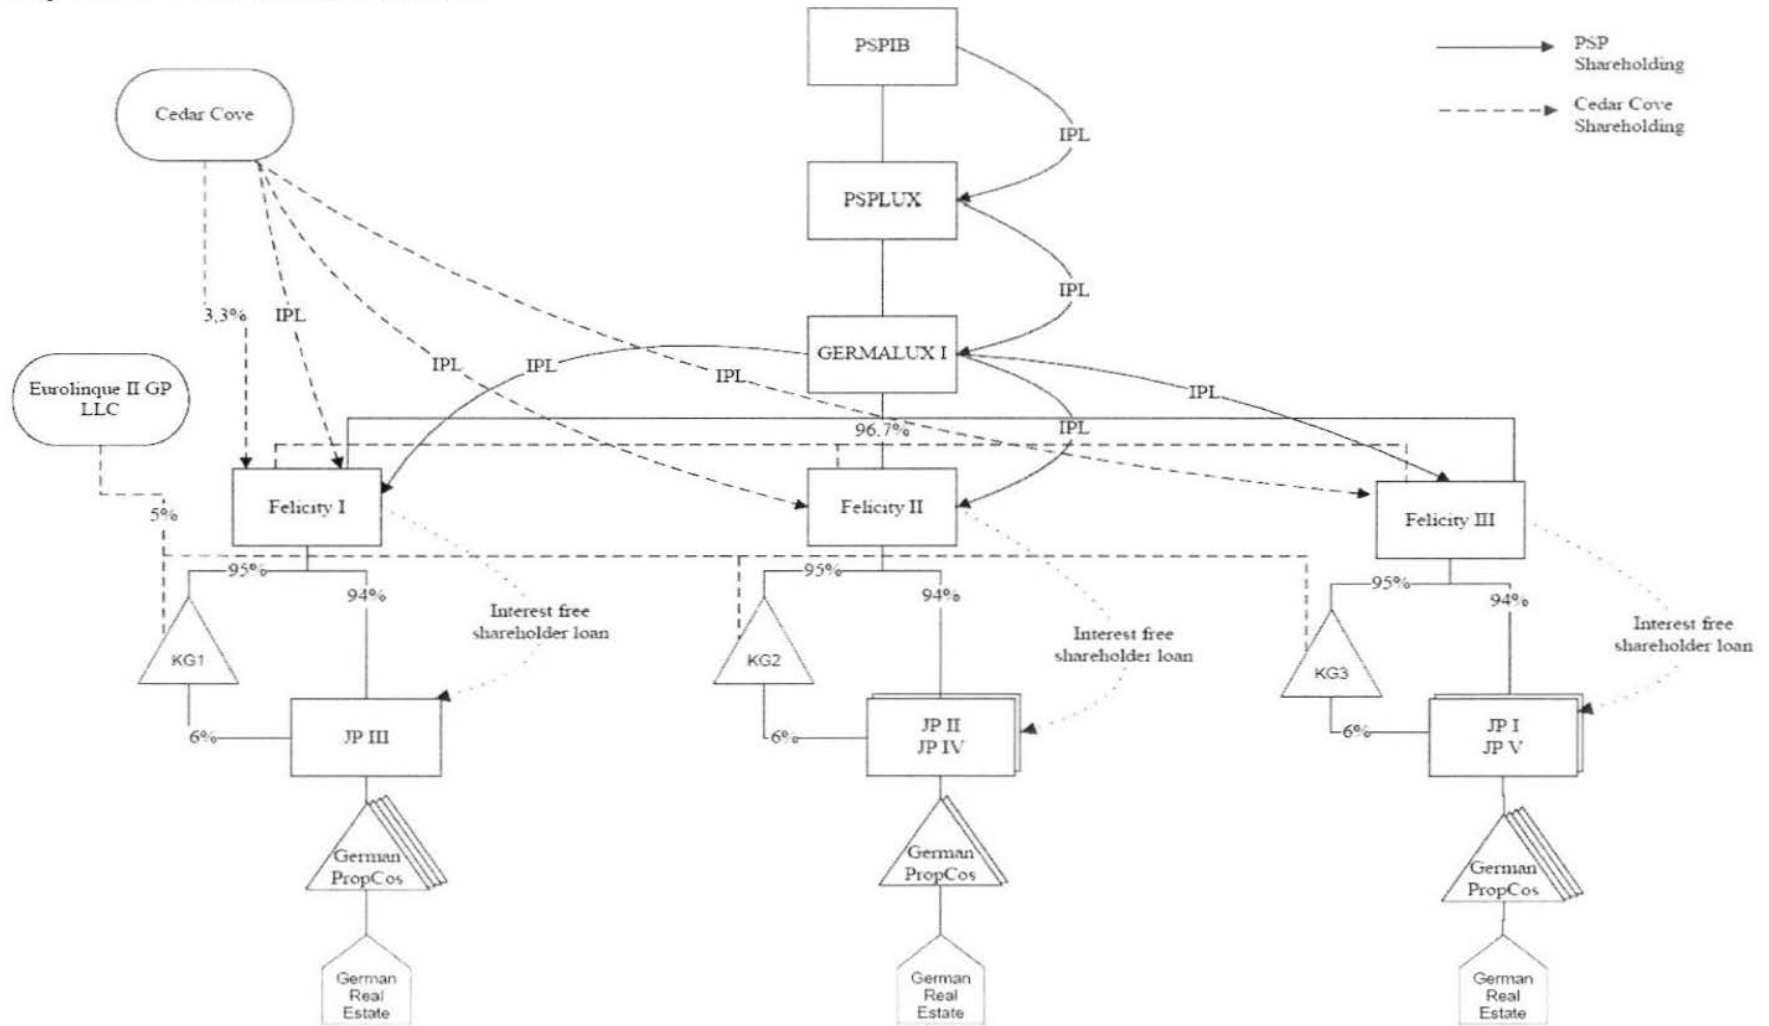 PSPIB
PSP
Shareholding
Cedar Cove
Cedar Cove
Shareholding
IPL
PSPLUX
IPL
3,3%
IPL
GERMALUX I
IPL
IPL
IPL
IPL
Eurolinque II GP
LLC
96.7%
IPL
Felicity I
Felicity II
Felicity III
5%
95%
94%
95%
94%
95%
94%
Interest free
shareholder loan
Interest free
shareholder loan
Interest free
shareholder loan
KG1
KG2
KG3
6%
JP III
6%
JP II
JP IV
6%
JP I
JP V
German
PropCos
German
PropCos
German
PropCos
German
Real
Estate
German
Real
Estate
German
Real
Estate